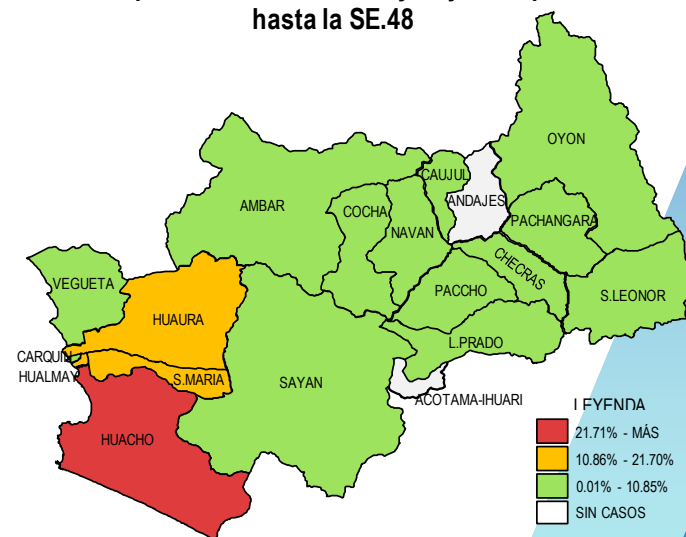 hasta la SE.48
OYON
CAUJUL
ANDAJES
AMBAR
COCHA
NAVAN
PACHANGARA
CHECRAS
VEGUETA
PACCHO
S.LEONOR
HUAURA
L.PRADO
CARQUIN
HUALMAY
S.MARIA
SAYAN
ACOTAMA-IHUARI
LEYENDA
HUACHO
21.71% - MÁS
10.86% - 21.70%
0.01% - 10.85%
SIN CASOS